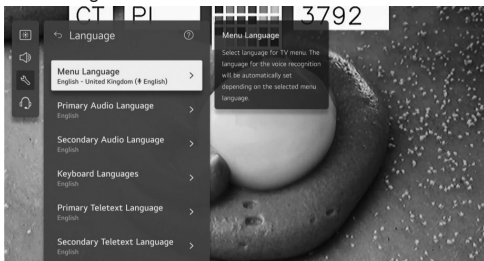 CT PL 3792
Language
Menu Language
English - United Kingdom (English)
Primary Audio Language
English
Secondary Audio Language
English
Keyboard Languages
English
Primary Teletext Language
English
Secondary Teletext Language
English
Menu Language
Select language for TV menu. The
language for the voice recognition
will be automatically set
depending on the selected menu
language.